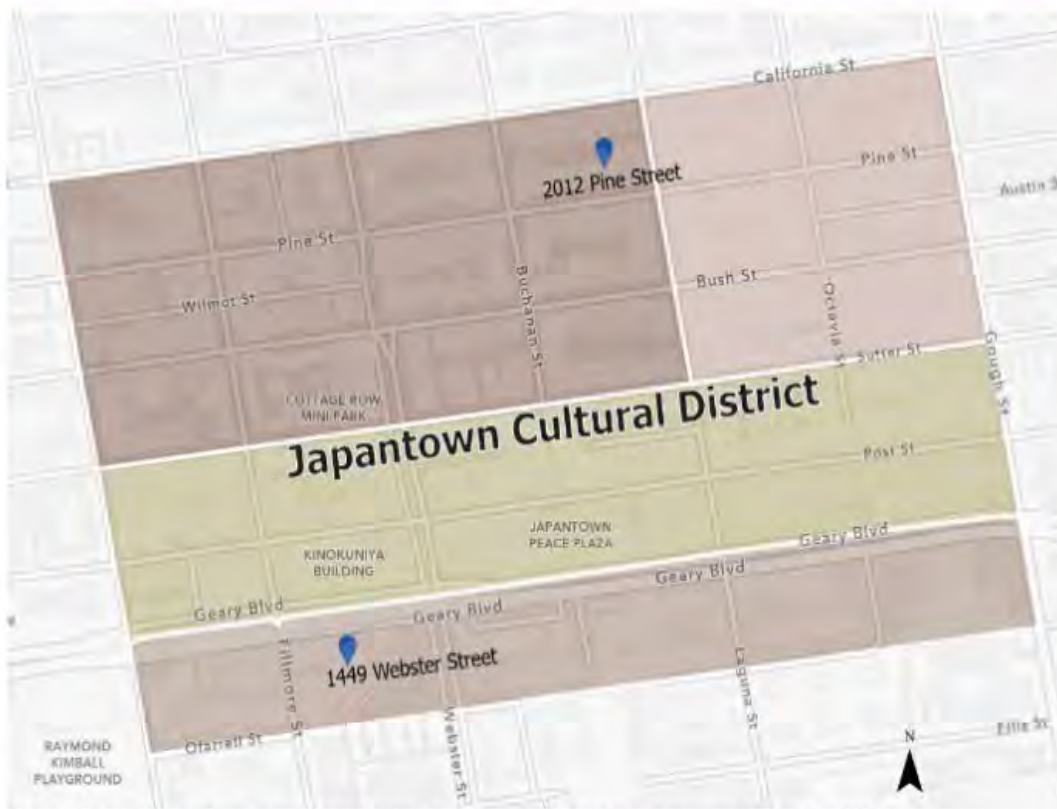 California St
Pine St
2012 Pine Street
Austin S
Pine St
Wilmot St
Buchanan St
Bush St
Octavia St
Sutter St
Gough St
COTTAGE ROW
MINI PARK
Japantown Cultural District
Post St
JAPANTOWN
PEACE PLAZA
KINOKUNIYA
BUILDING
Geary Blvd
Geary Blvd
Geary Blvd
Geary Blvd
1449 Webster Street
Fillmore St
Webster St
Laguna St
Ofarrell St
Ellis St
RAYMOND
KIMBALL
PLAYGROUND
N